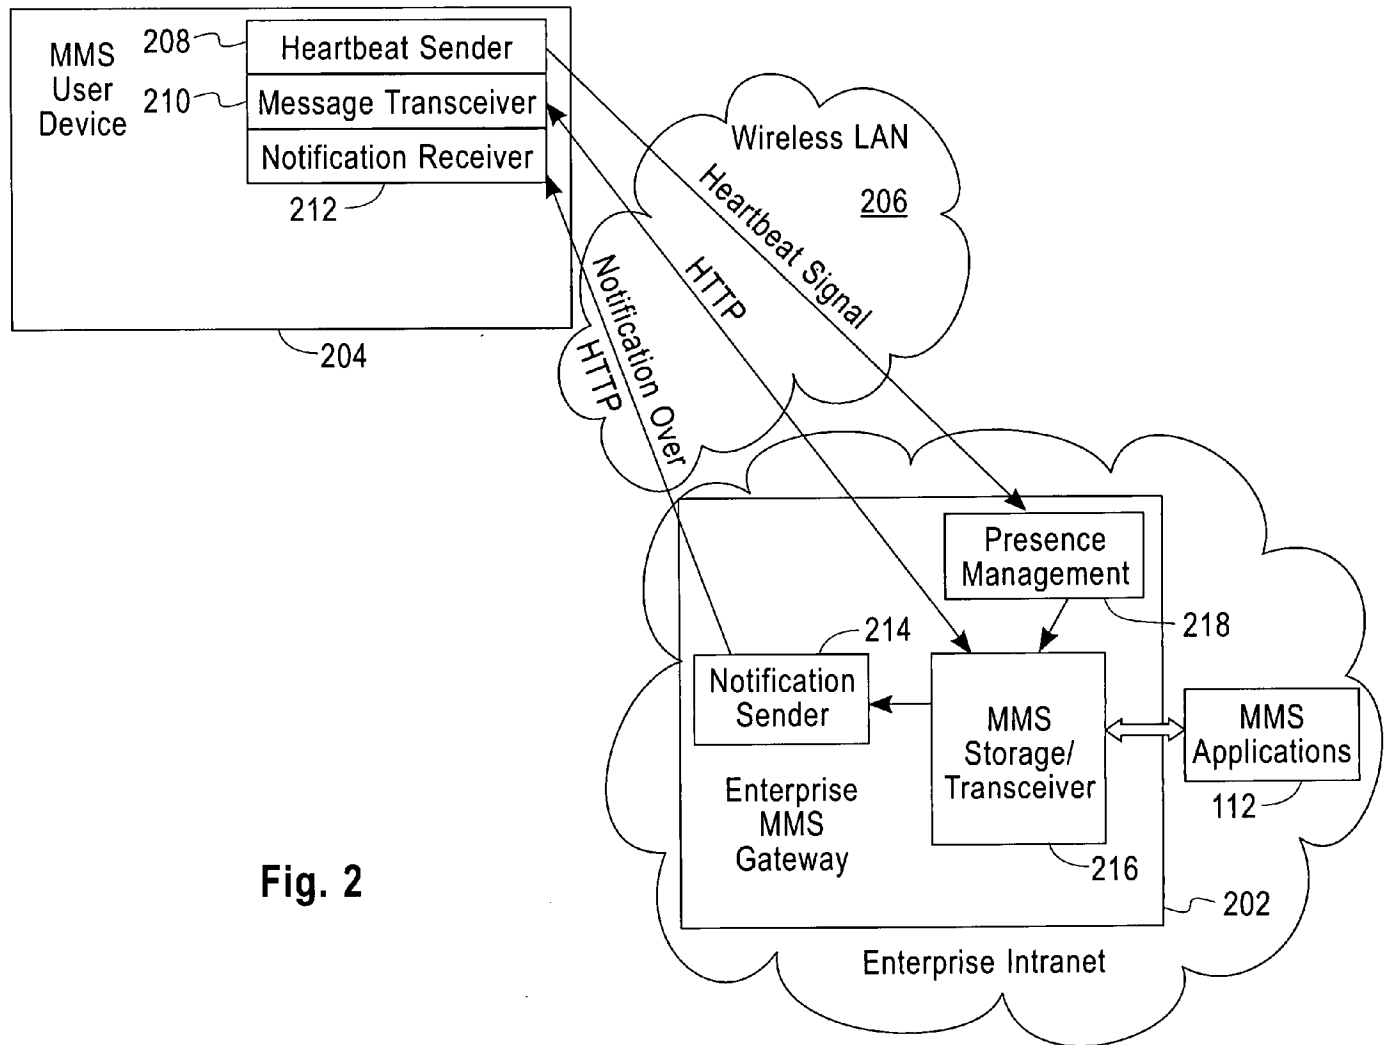 MMS
User
Device
208
Heartbeat Sender
210
Message Transceiver
Notification Receiver
212
204
Wireless LAN
206
Heartbeat Signal
HTTP
Notification Over
HTTP
Presence
Management
218
214
Notification
Sender
MMS
Storage/
Transceiver
216
MMS
Applications
112
Enterprise
MMS
Gateway
202
Enterprise Intranet
Fig. 2